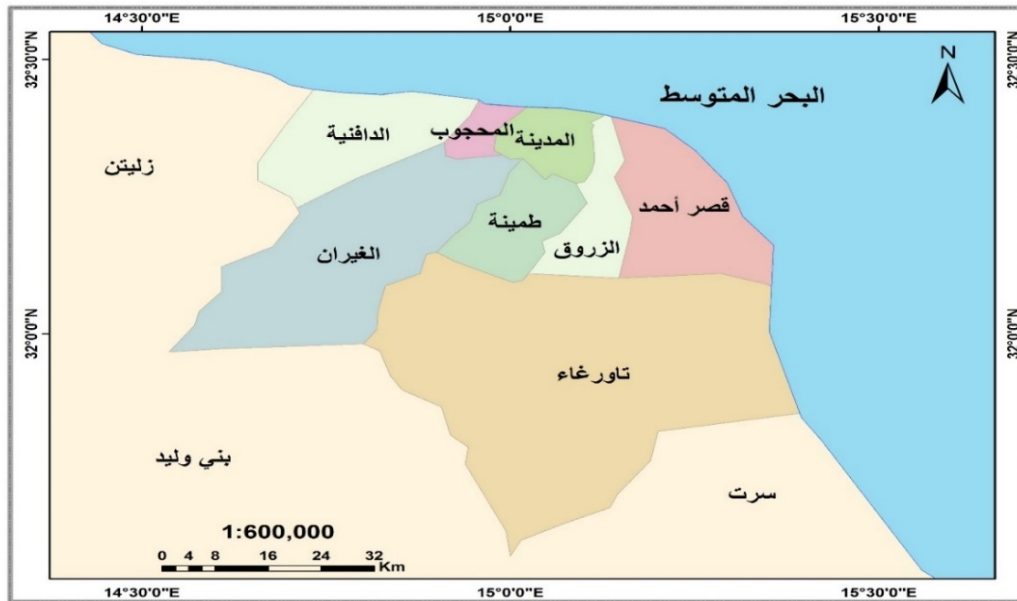 14°30'0"E 15°0'0"E 15°30'0"E
32°30'0"N
32°30'0"N
N
البحر المتوسط
الدافنية
المحجوب
المدينة
زليتن
قصر أحمد
طمينة
الزروق
الغيران
32°0'0"N
32°0'0"N
تاورغاء
بني وليد
سرت
1:600,000
0 4 8 16 24 32
Km
14°30'0"E 15°0'0"E 15°30'0"E